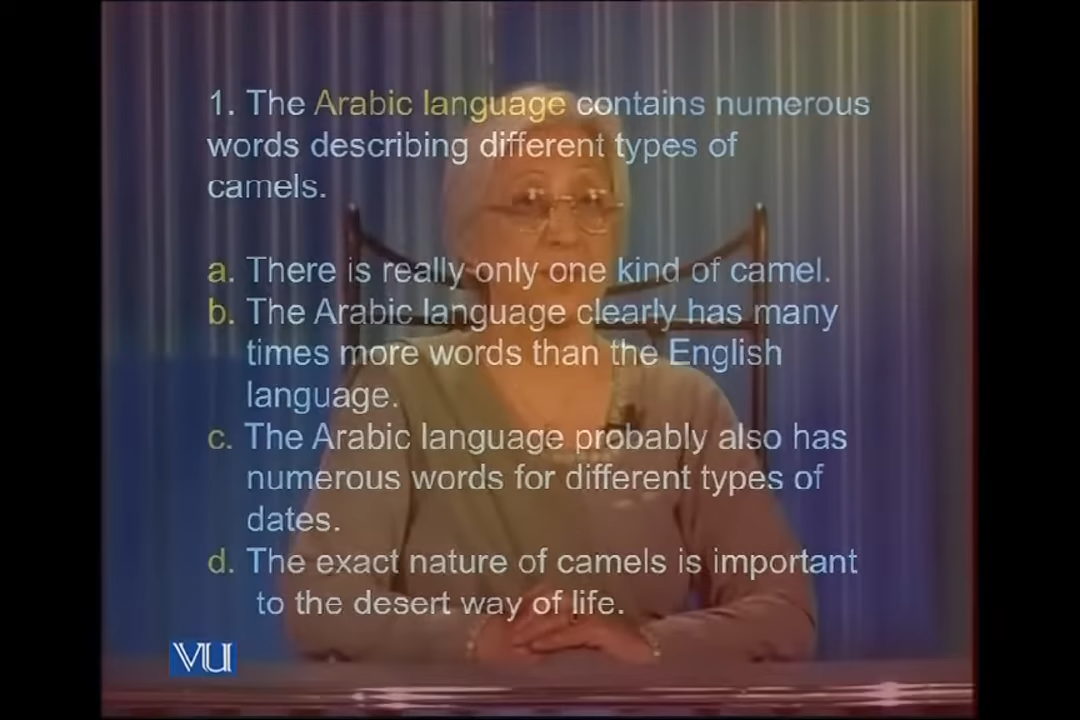 1. The Arabic language contains numerous
words describing different types of
camels.
a. There is really only one kind of camel.
b. The Arabic language clearly has many
times more words than the English
language.
c. The Arabic language probably also has
numerous words for different types of
dates.
d. The exact nature of camels is important
to the desert way of life.
VU